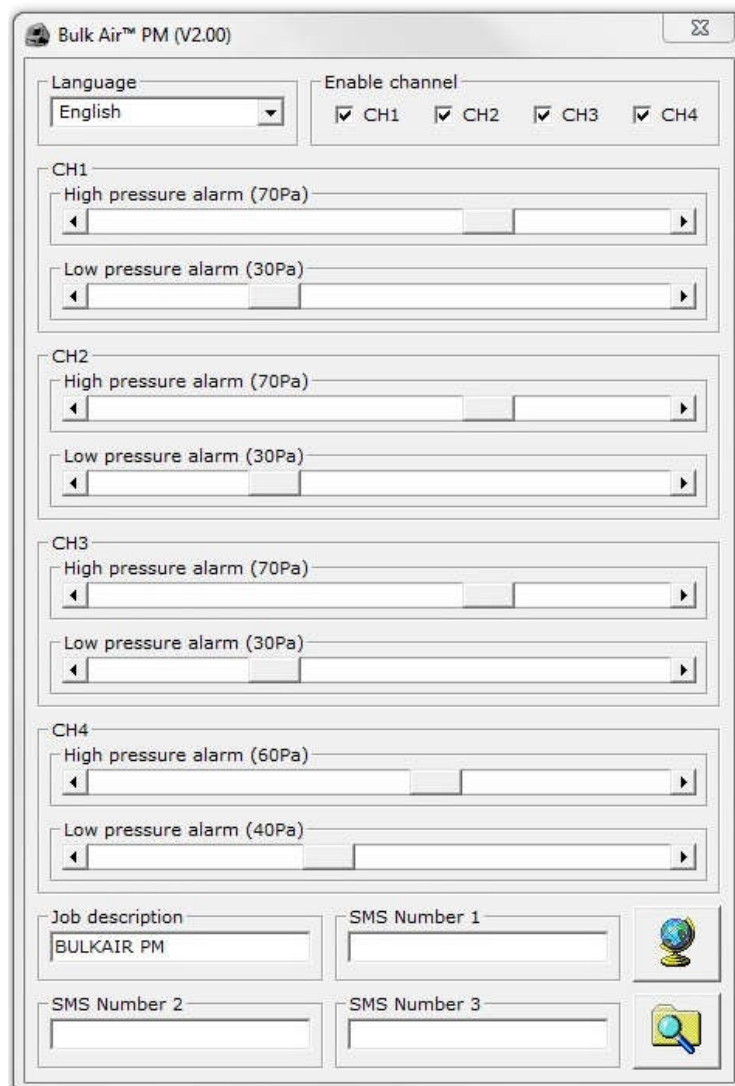 Bulk Air™ PM (V2.00)
Language
Enable channel
English
CH1 CH2 CH3 CH4
CH1
High pressure alarm (70Pa)
Low pressure alarm (30Pa)
CH2
High pressure alarm (70Pa)
Low pressure alarm (30Pa)
CH3
High pressure alarm (70Pa)
Low pressure alarm (30Pa)
CH4
High pressure alarm (60Pa)
Low pressure alarm (40Pa)
Job description
BULKAIR PM
SMS Number 1
SMS Number 2
SMS Number 3